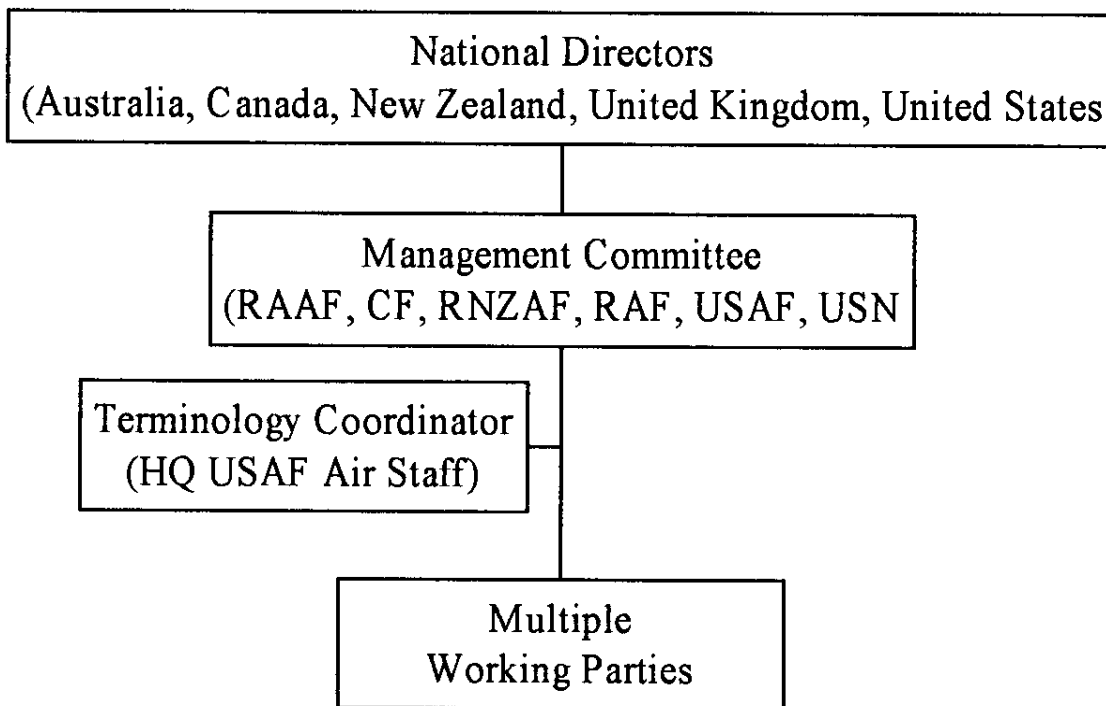 National Directors
(Australia, Canada, New Zealand, United Kingdom, United States
Management Committee
(RAAF, CF, RNZAF, RAF, USAF, USN
Terminology Coordinator
(HQ USAF Air Staff)
Multiple
Working Parties